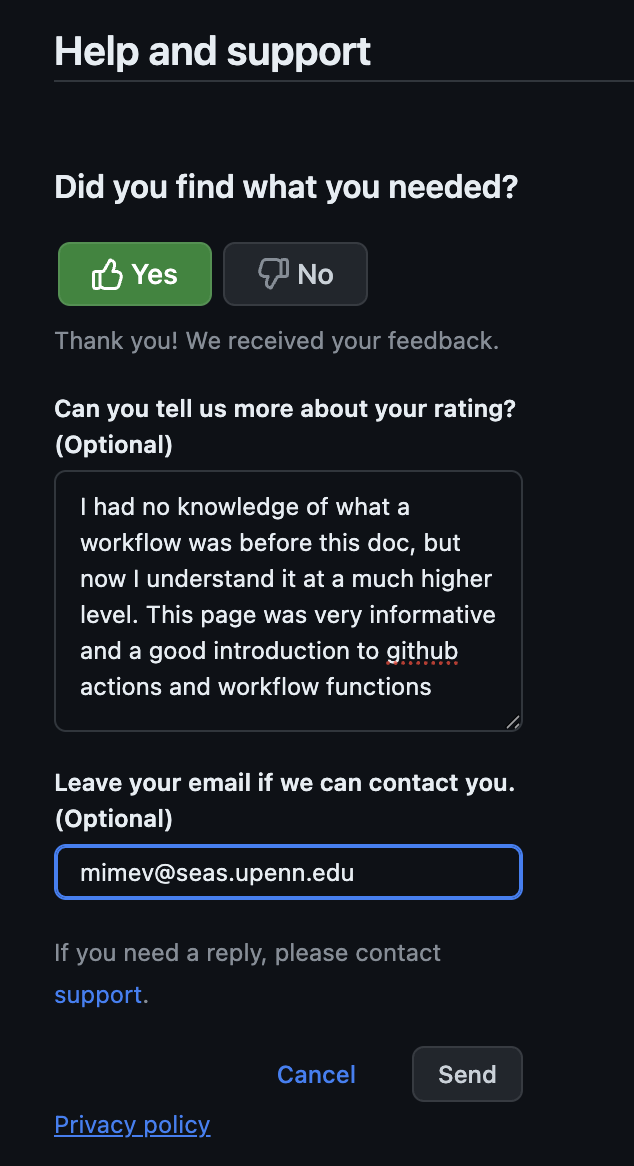 Help and support
Did you find what you needed?
Yes
No
Thank you! We received your feedback.
Can you tell us more about your rating?
(Optional)
I had no knowledge of what a
workflow was before this doc, but
now I understand it at a much higher
level. This page was very informative
and a good introduction to github
actions and workflow functions
Leave your email if we can contact you.
(Optional)
mimev@seas.upenn.edu
If you need a reply, please contact
support.
Cancel
Send
Privacy policy